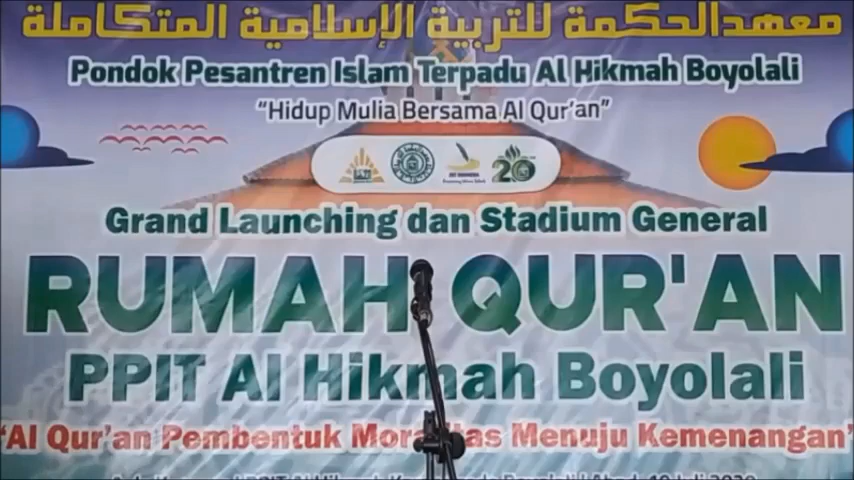 معهد الحكمة للتربية الإسلامية المتكاملة
Pondok Pesantren Islam Terpadu Al Hikmah Boyolali
“Hidup Mulia Bersama Al Qur’an”
20
Grand Launching dan Stadium General
RUMAH QUR'AN
PPIT Al Hikmah Boyolali
“Al Qur’an Pembentuk Moralitas Menuju Kemenangan”